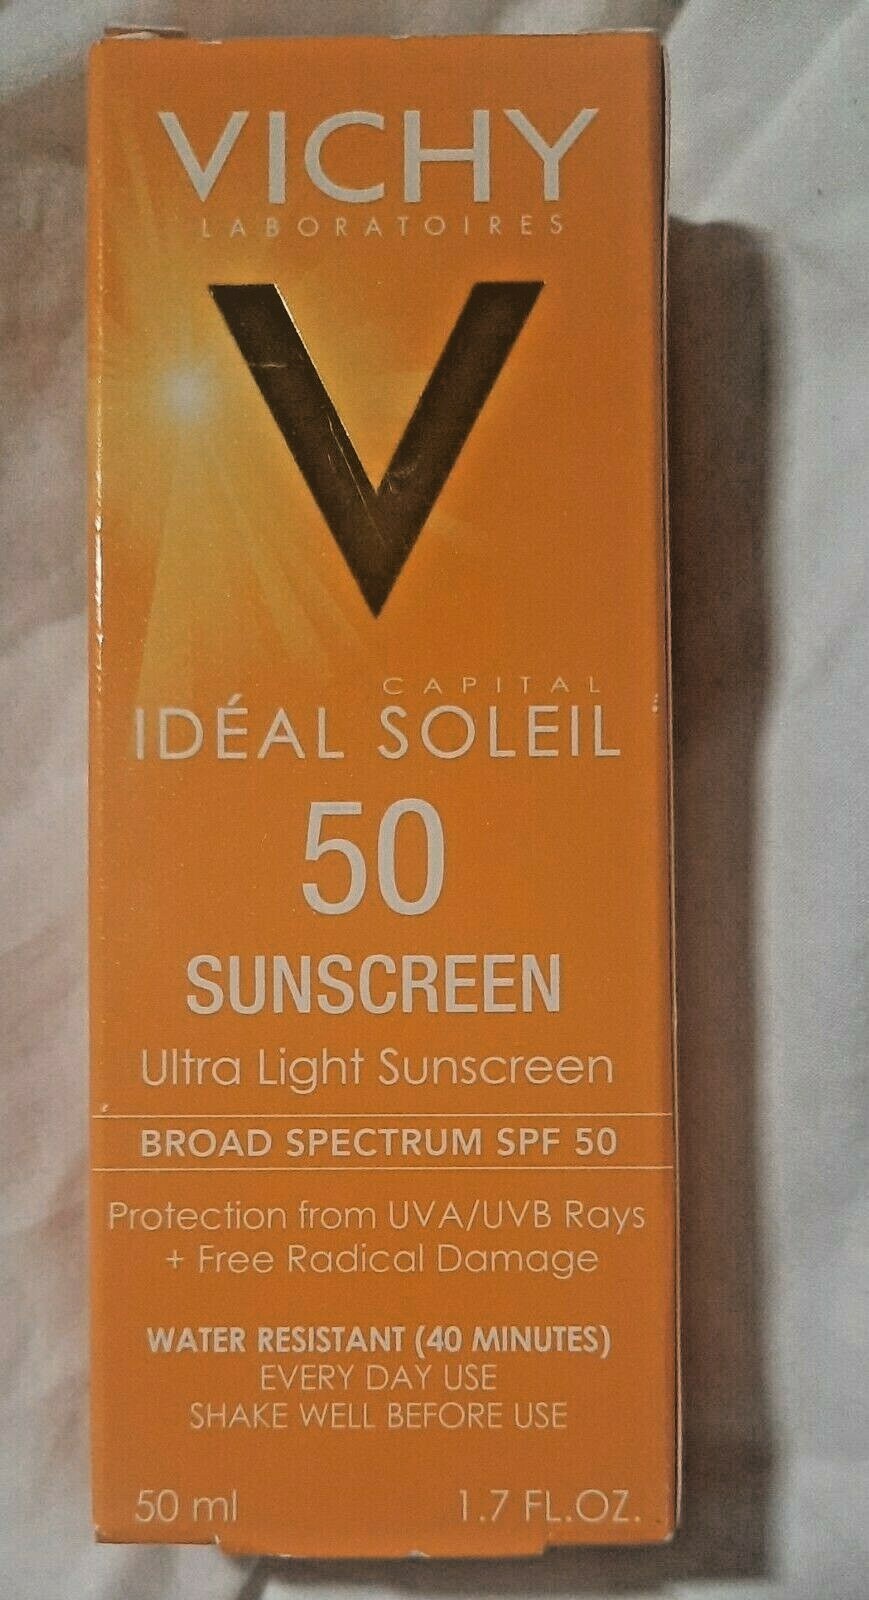 VICHY
LABORATOIRES
V
CAPITAL
IDÉAL SOLEIL
50
SUNSCREEN
Ultra Light Sunscreen
BROAD SPECTRUM SPF 50
Protection from UVA/UVB Rays
+ Free Radical Damage
WATER RESISTANT (40 MINUTES)
EVERY DAY USE
SHAKE WELL BEFORE USE
50 ml 1.7 FL.OZ.